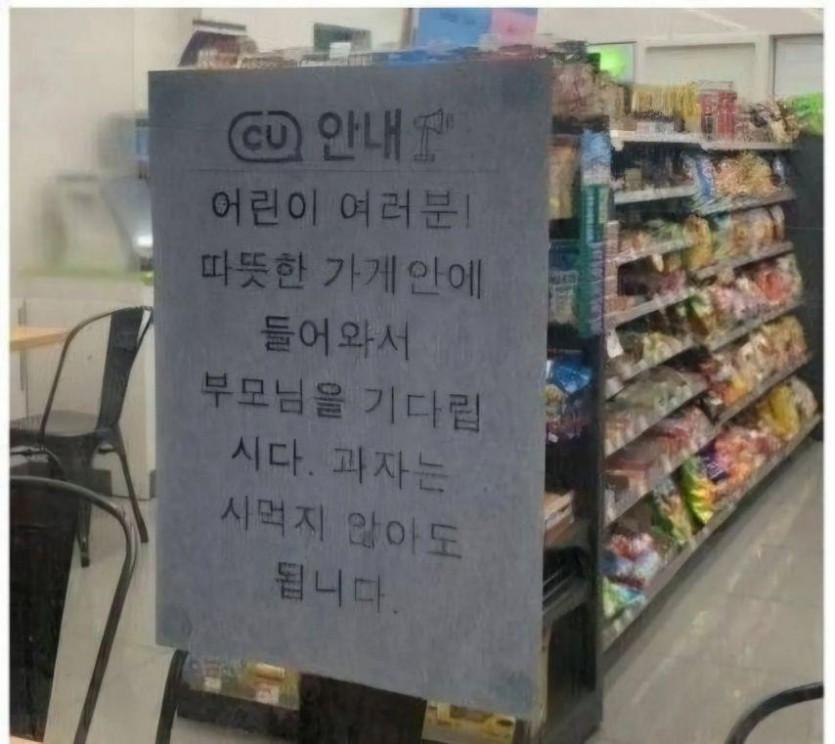 CU 안내
어린이 여러분!
따뜻한 가게안에
들어와서
부모님을 기다립
시다. 과자는
사먹지 않아도
됩니다.